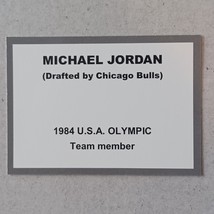 MICHAEL JORDAN
(Drafted by Chicago Bulls)
1984 U.S.A. OLYMPIC
Team member